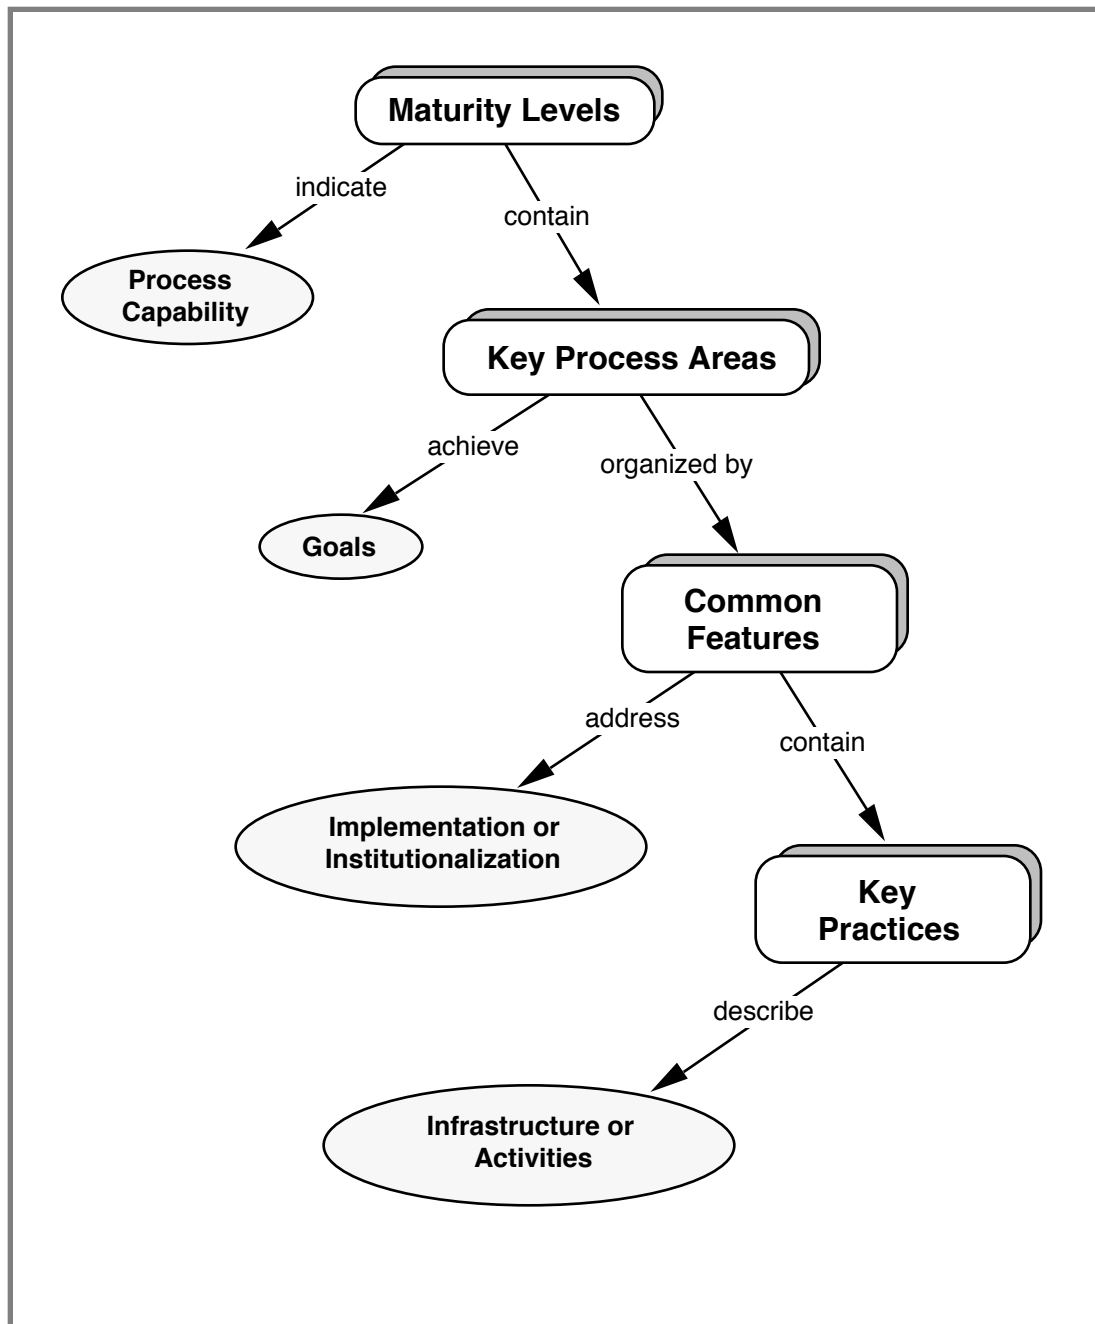 Maturity Levels
indicate
contain
Process
Capability
Key Process Areas
achieve
organized by
Goals
Common
Features
address
contain
Implementation or
Institutionalization
Key
Practices
describe
Infrastructure or
Activities